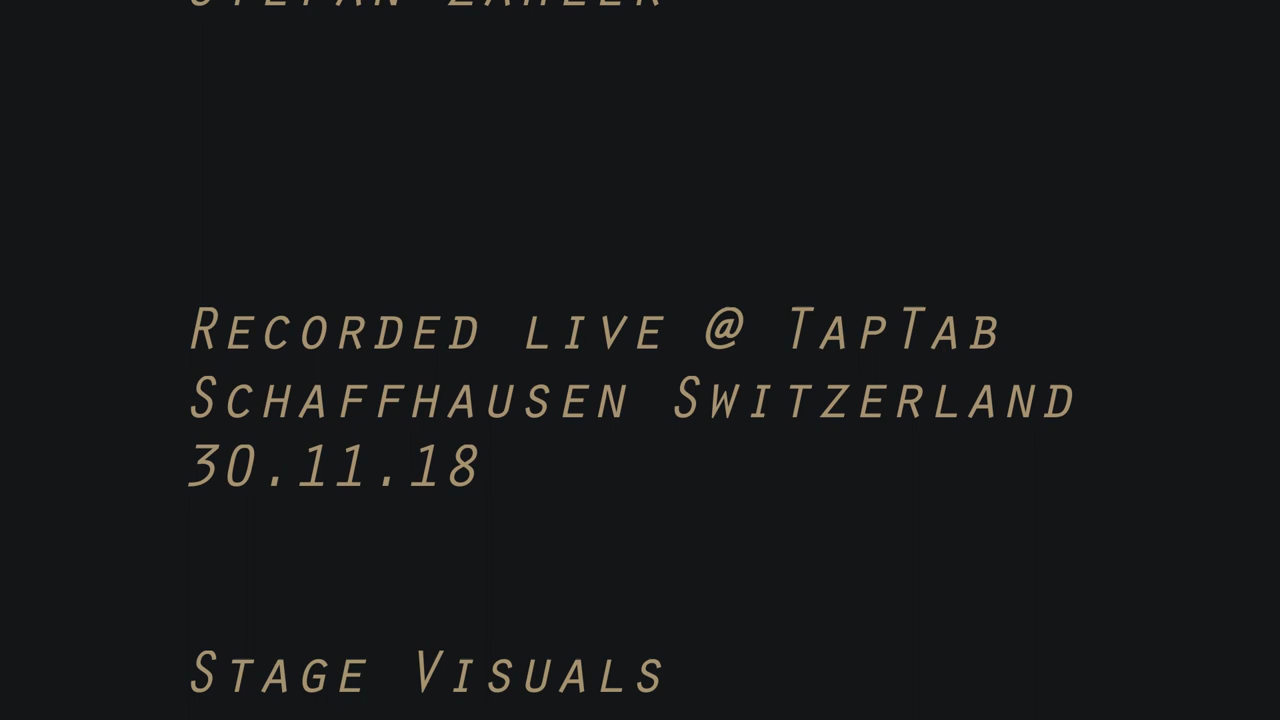 Recorded live @ TapTab
Schaffhausen Switzerland
30.11.18
Stage Visuals